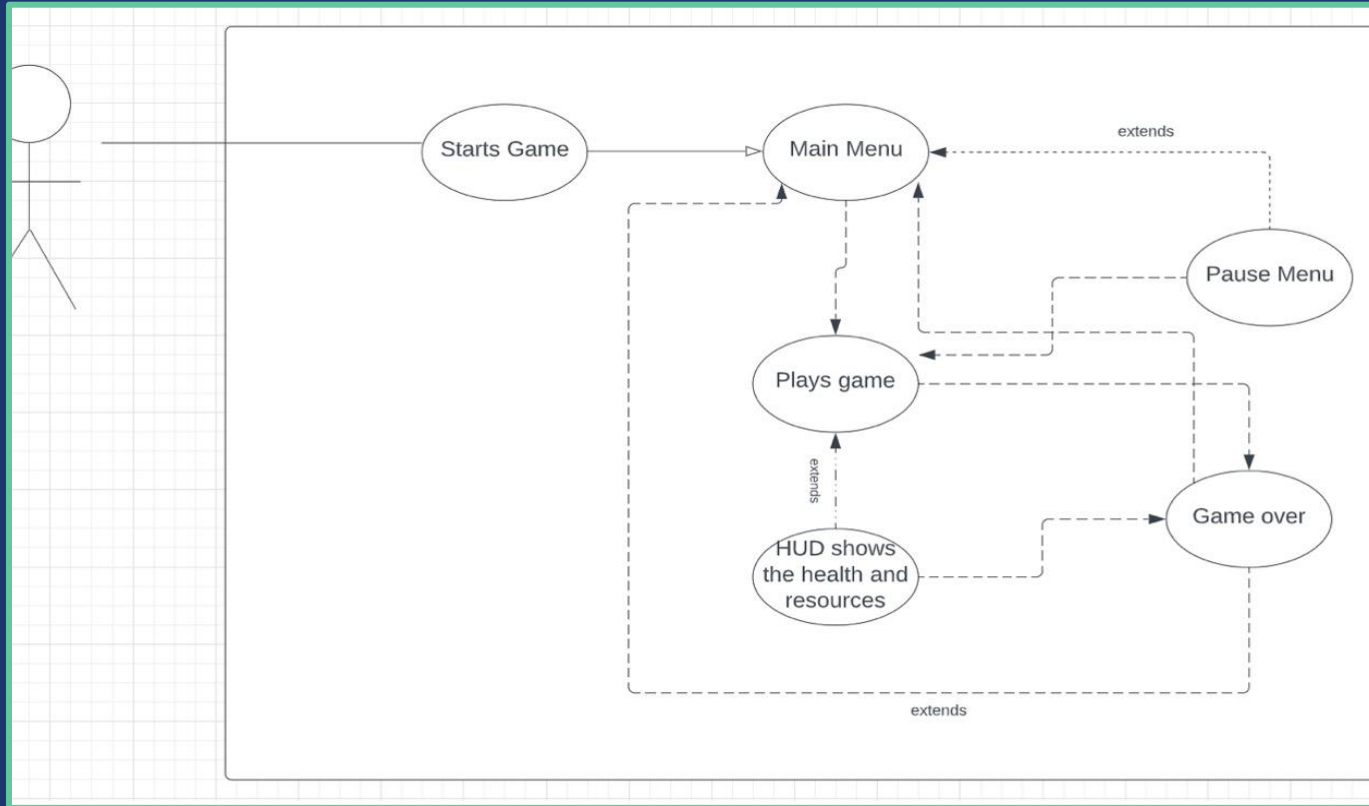 extends
Starts Game
Main Menu
Pause Menu
Plays game
extends
Game over
HUD shows
the health and
resources
extends